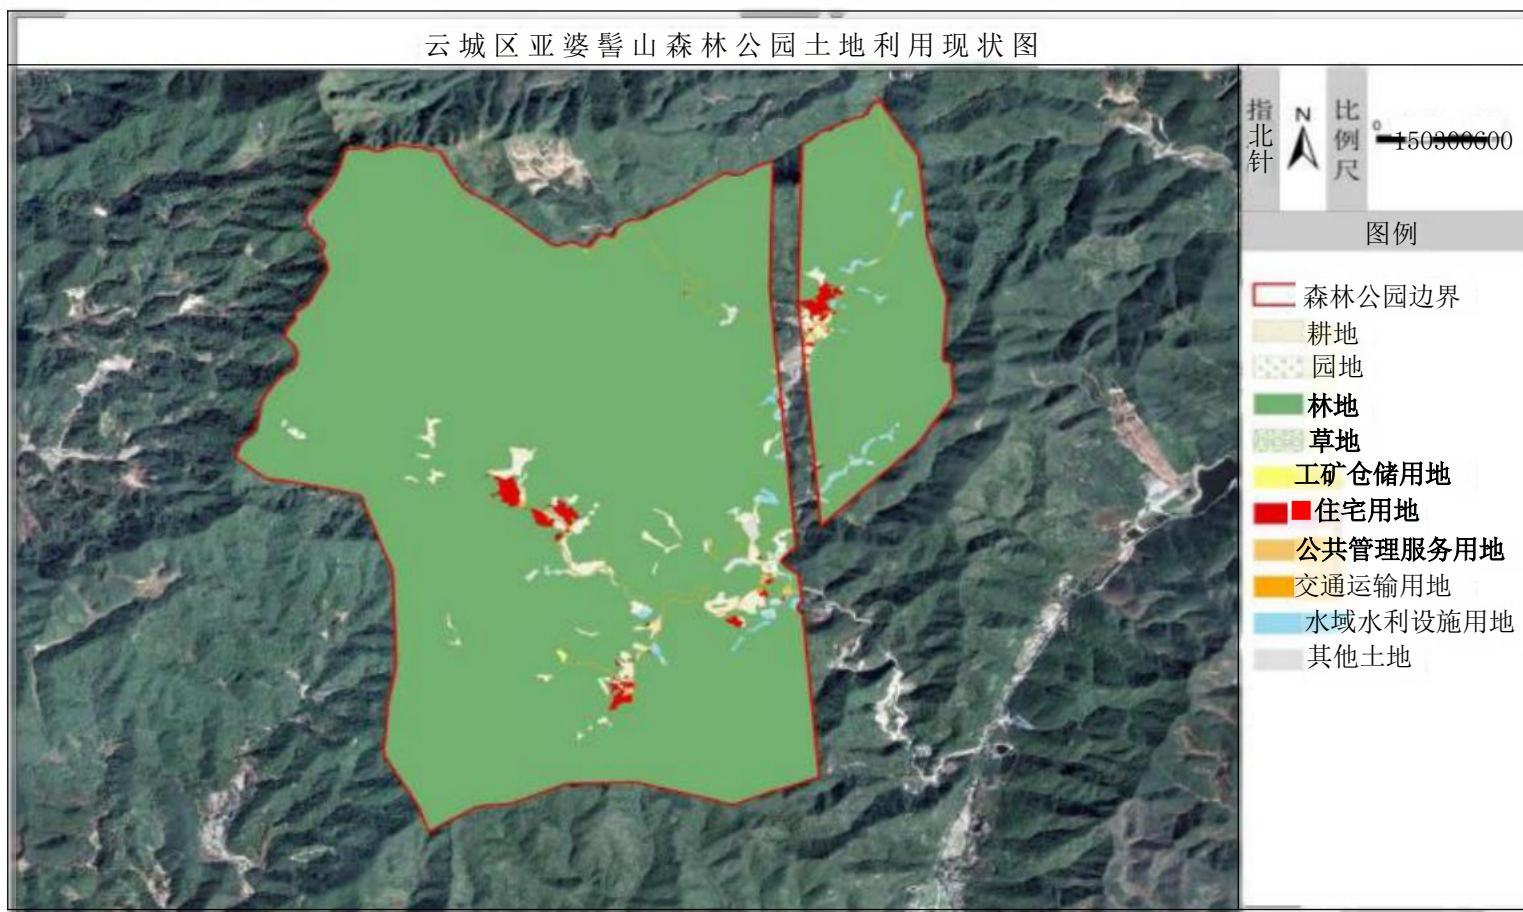 云城区亚婆髻山森林公园土地利用现状图
指北针
N
比例尺
0
150300600
图例
森林公园边界
耕地
园地
林地
草地
工矿仓储用地
住宅用地
公共管理服务用地
交通运输用地
水域水利设施用地
其他土地